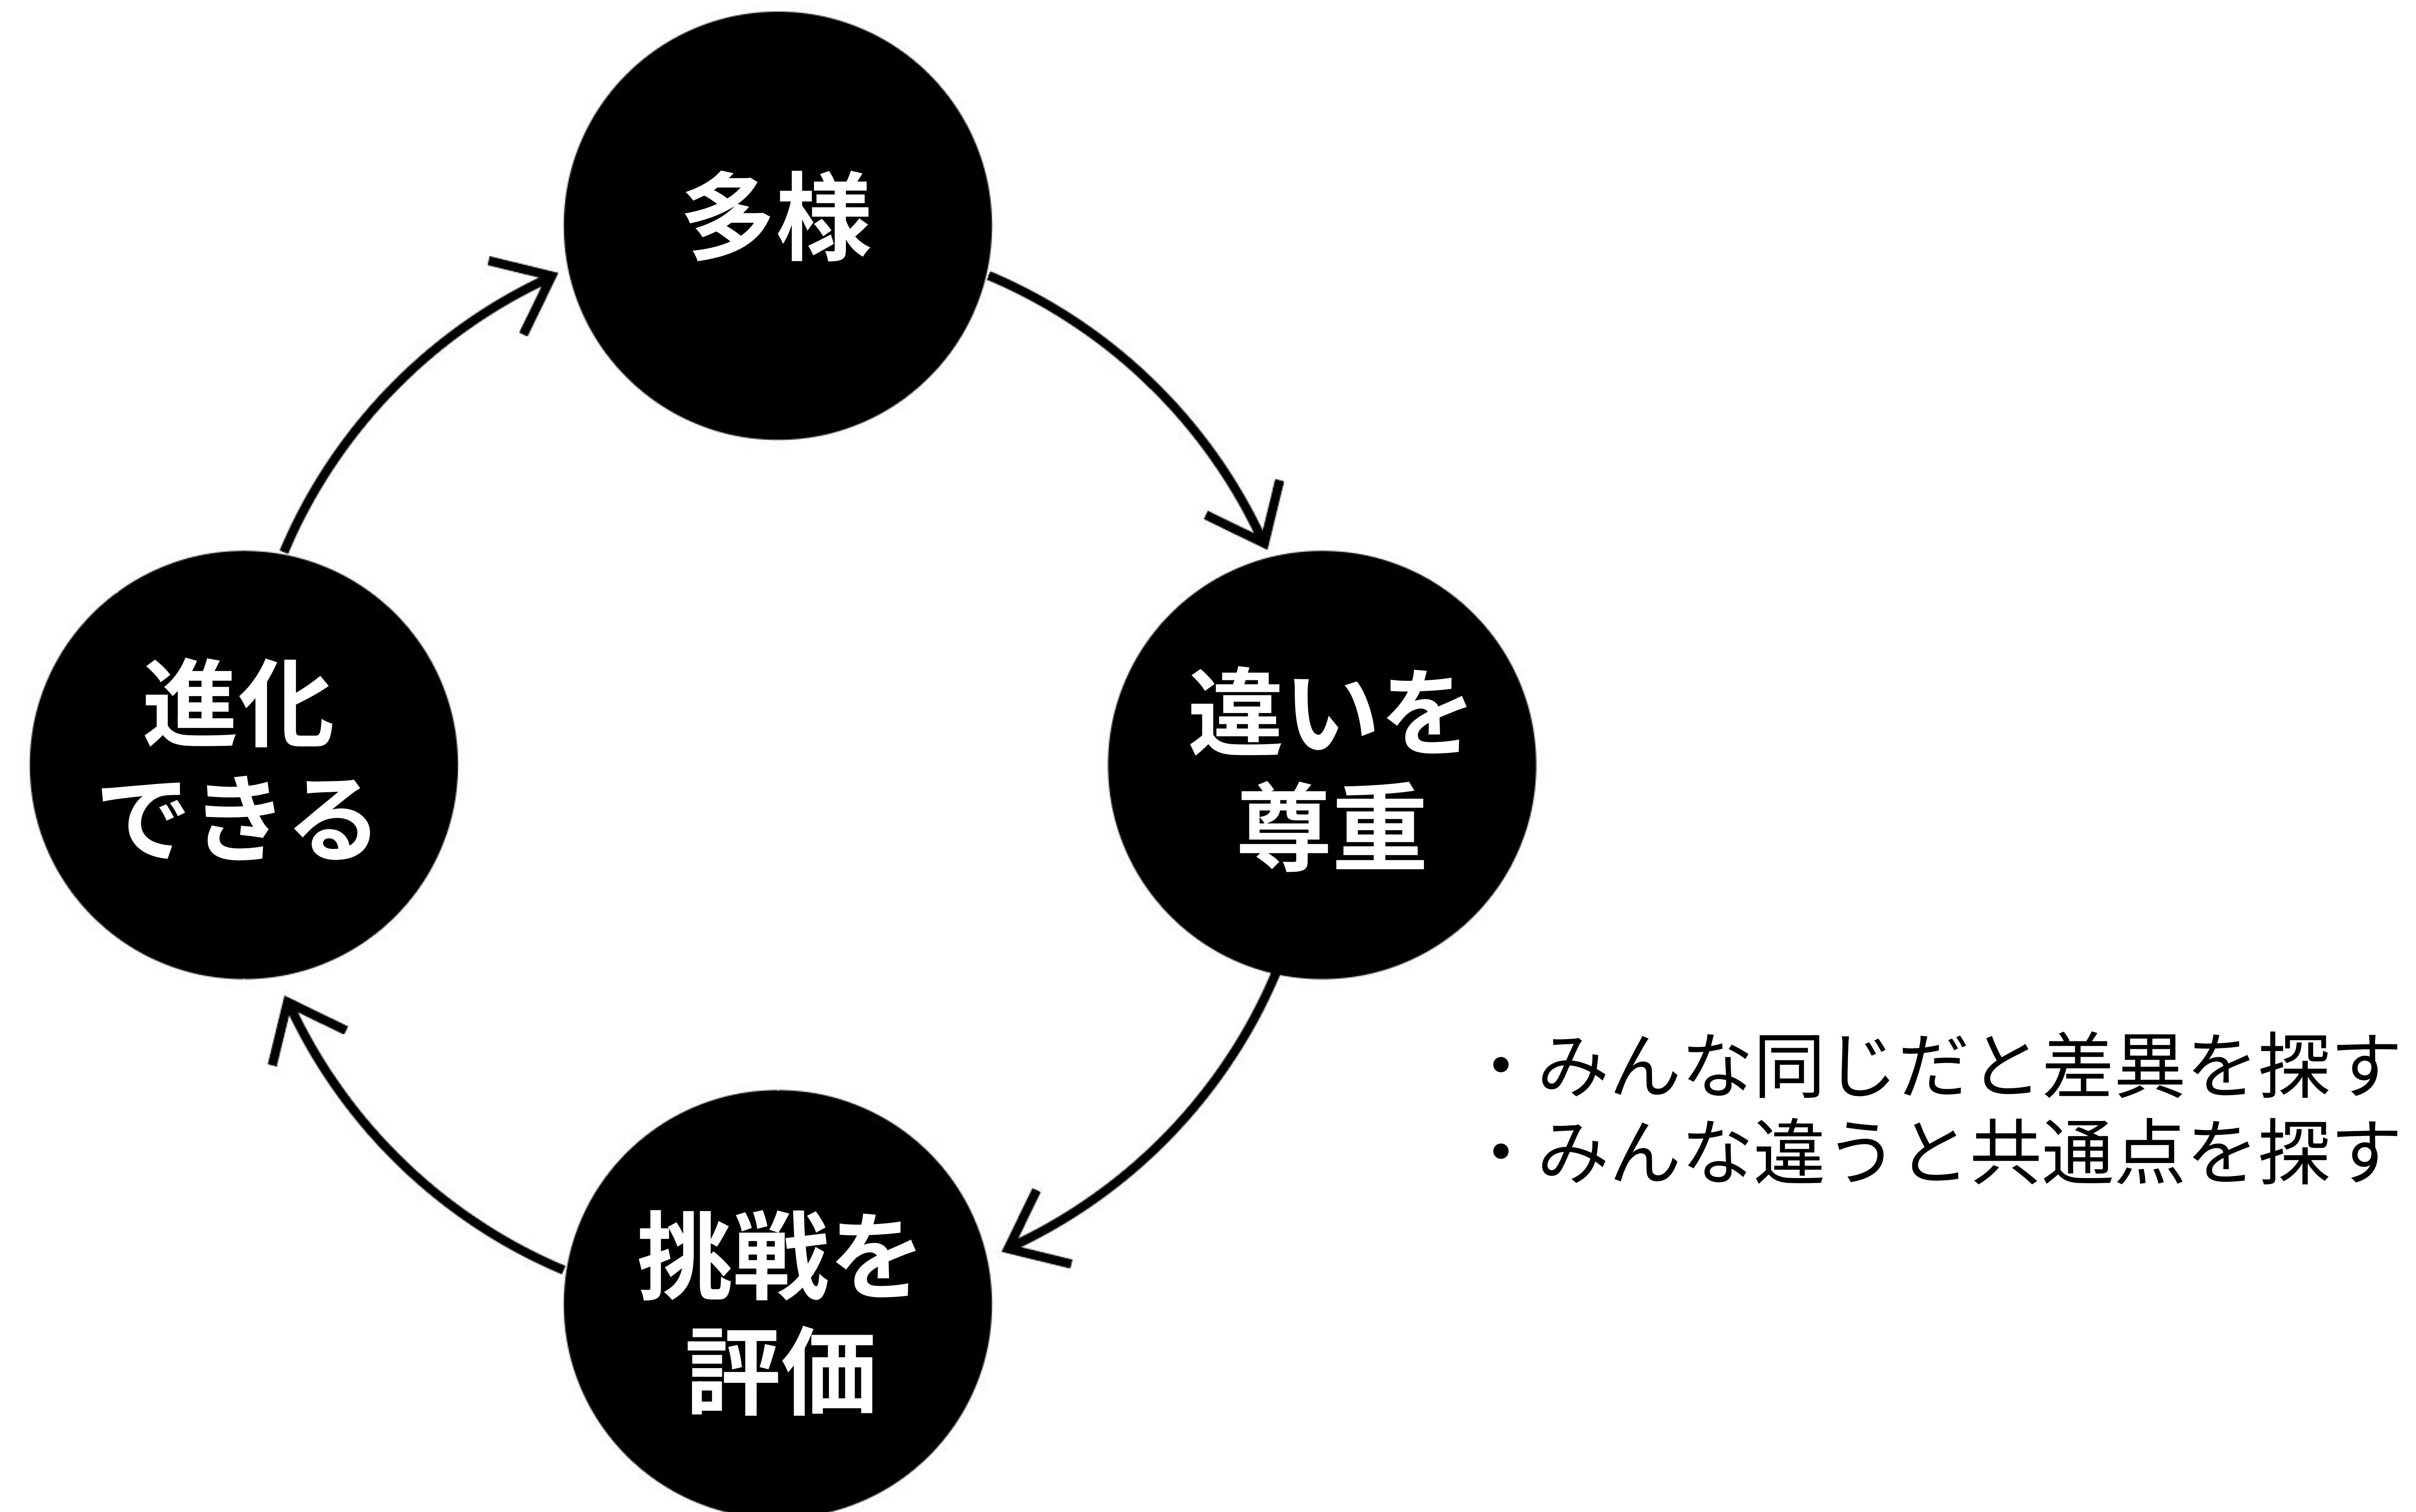 多様
違いを
尊重
・みんな同じだと差異を探す
・みんな違うと共通点を探す
挑戦を
評価
進化
できる